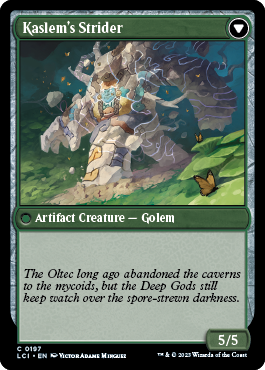 Kaslem's Strider
Artifact Creature — Golem
The Oltec long ago abandoned the caverns
to the mycoids, but the Deep Gods still
keep watch over the spore-strewn darkness.
5/5
C 0197
LCI • EN Victor Adame Minguez
™ & © 2023 Wizards of the Coast